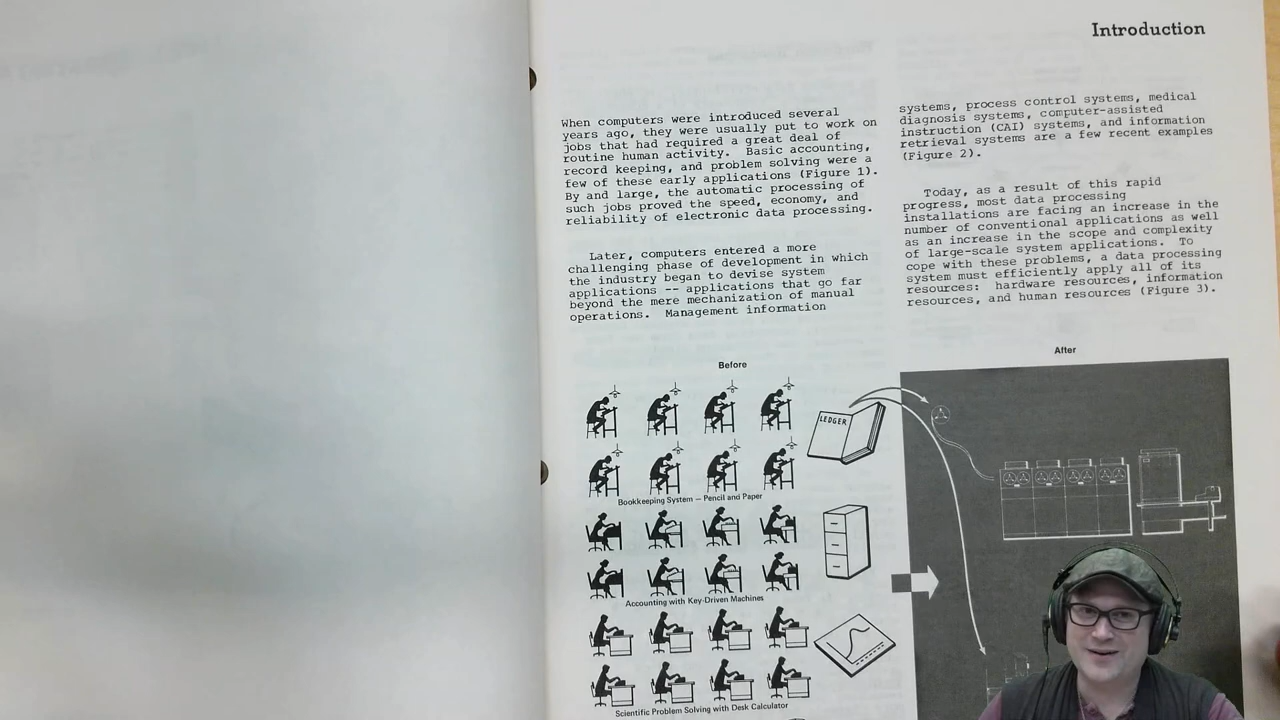 Introduction
When computers were introduced several
years ago, they were usually put to work on
jobs that had required a great deal of
routine human activity. Basic accounting,
record keeping, and problem solving were a
few of these early applications (Figure 1).
By and large, the automatic processing of
such jobs proved the speed, economy, and
reliability of electronic data processing.
Later, computers entered a more
challenging phase of development in which
the industry began to devise system
applications -- applications that go far
beyond the mere mechanization of manual
operations. Management information
systems, process control systems, medical
diagnosis systems, computer-assisted
instruction (CAI) systems, and information
retrieval systems are a few recent examples
(Figure 2).
Today, as a result of this rapid
progress, most data processing
installations are facing an increase in the
number of conventional applications as well
as an increase in the scope and complexity
of large-scale system applications. To
cope with these problems, a data processing
system must efficiently apply all of its
resources: hardware resources, information
resources, and human resources (Figure 3).
Before
After
LEDGER
Bookkeeping System — Pencil and Paper
Accounting with Key-Driven Machines
Scientific Problem Solving with Desk Calculator